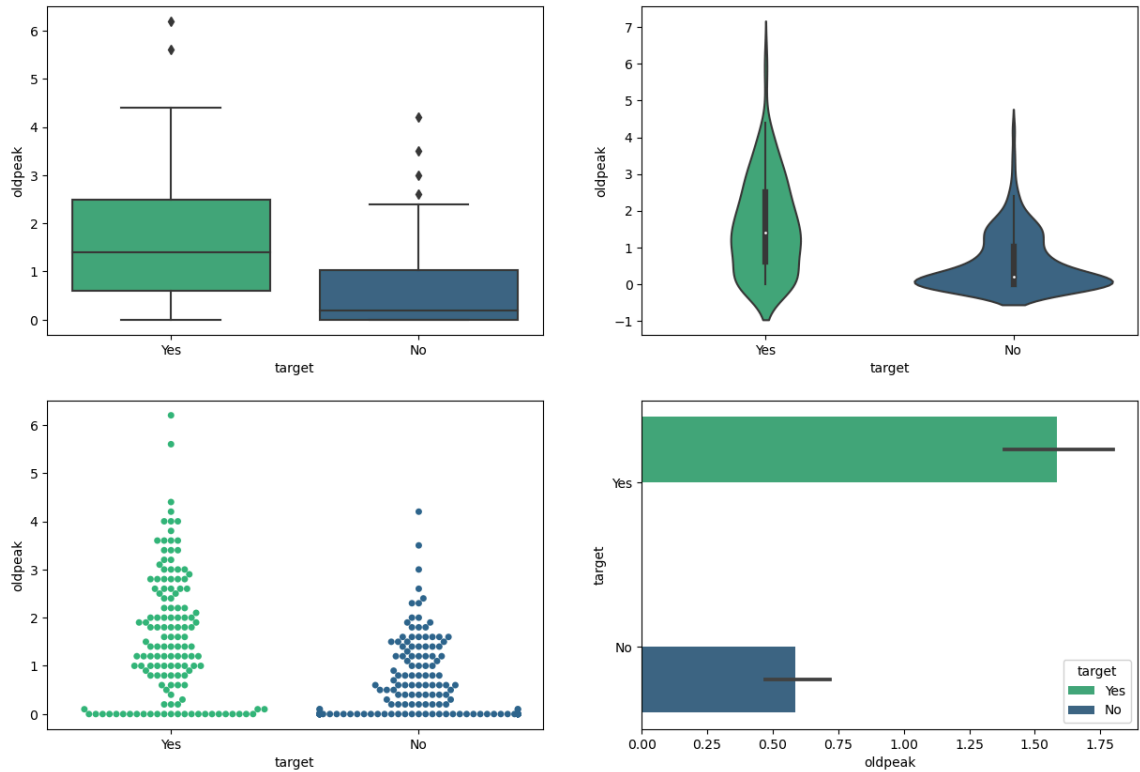 6
5
4
3
2
1
0
oldpeak
Yes
No
target
7
6
5
4
3
2
1
0
−1
oldpeak
Yes
No
target
6
5
4
3
2
1
0
oldpeak
Yes
No
target
Yes
No
target
target
Yes
No
0.00
0.25
0.50
0.75
1.00
1.25
1.50
1.75
oldpeak